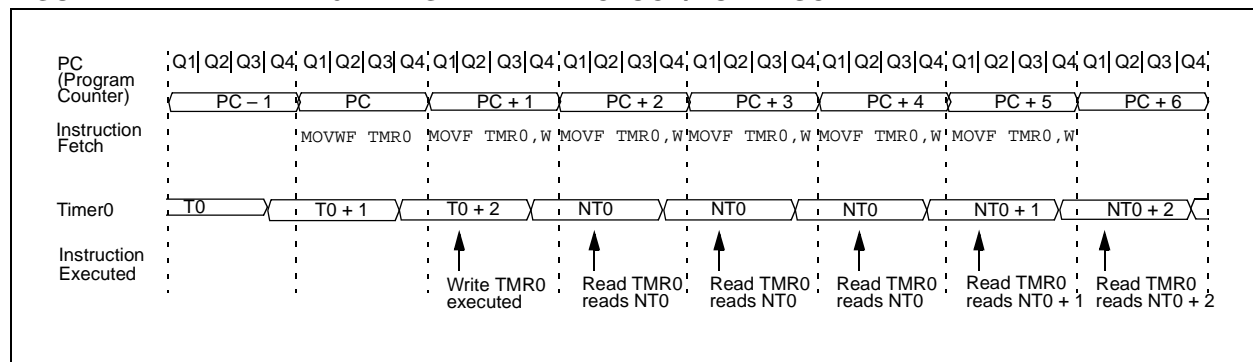 PC
(Program
Counter)
Q1 Q2 Q3 Q4 Q1 Q2 Q3 Q4 Q1 Q2 Q3 Q4 Q1 Q2 Q3 Q4 Q1 Q2 Q3 Q4 Q1 Q2 Q3 Q4 Q1 Q2 Q3 Q4 Q1 Q2 Q3 Q4
PC – 1 PC PC + 1 PC + 2 PC + 3 PC + 4 PC + 5 PC + 6
Instruction
Fetch
MOVWF TMR0 MOVF TMR0,W MOVF TMR0,W MOVF TMR0,W MOVF TMR0,W MOVF TMR0,W
Timer0
T0 T0 + 1 T0 + 2 NT0 NT0 NT0 NT0 + 1 NT0 + 2
Instruction
Executed
Write TMR0
executed
Read TMR0
reads NT0
Read TMR0
reads NT0
Read TMR0
reads NT0
Read TMR0
reads NT0 + 1
Read TMR0
reads NT0 + 2